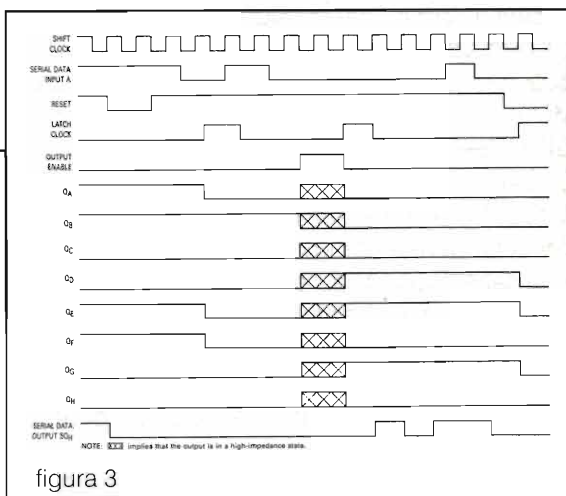 SHIFT
CLOCK
SERIAL DATA
INPUT A
RESET
LATCH
CLOCK
OUTPUT
ENABLE
QA
QB
QC
QD
QE
QF
QG
QH
SERIAL DATA
OUTPUT SQH
NOTE: implies that the output is in a high-impedance state.
figura 3